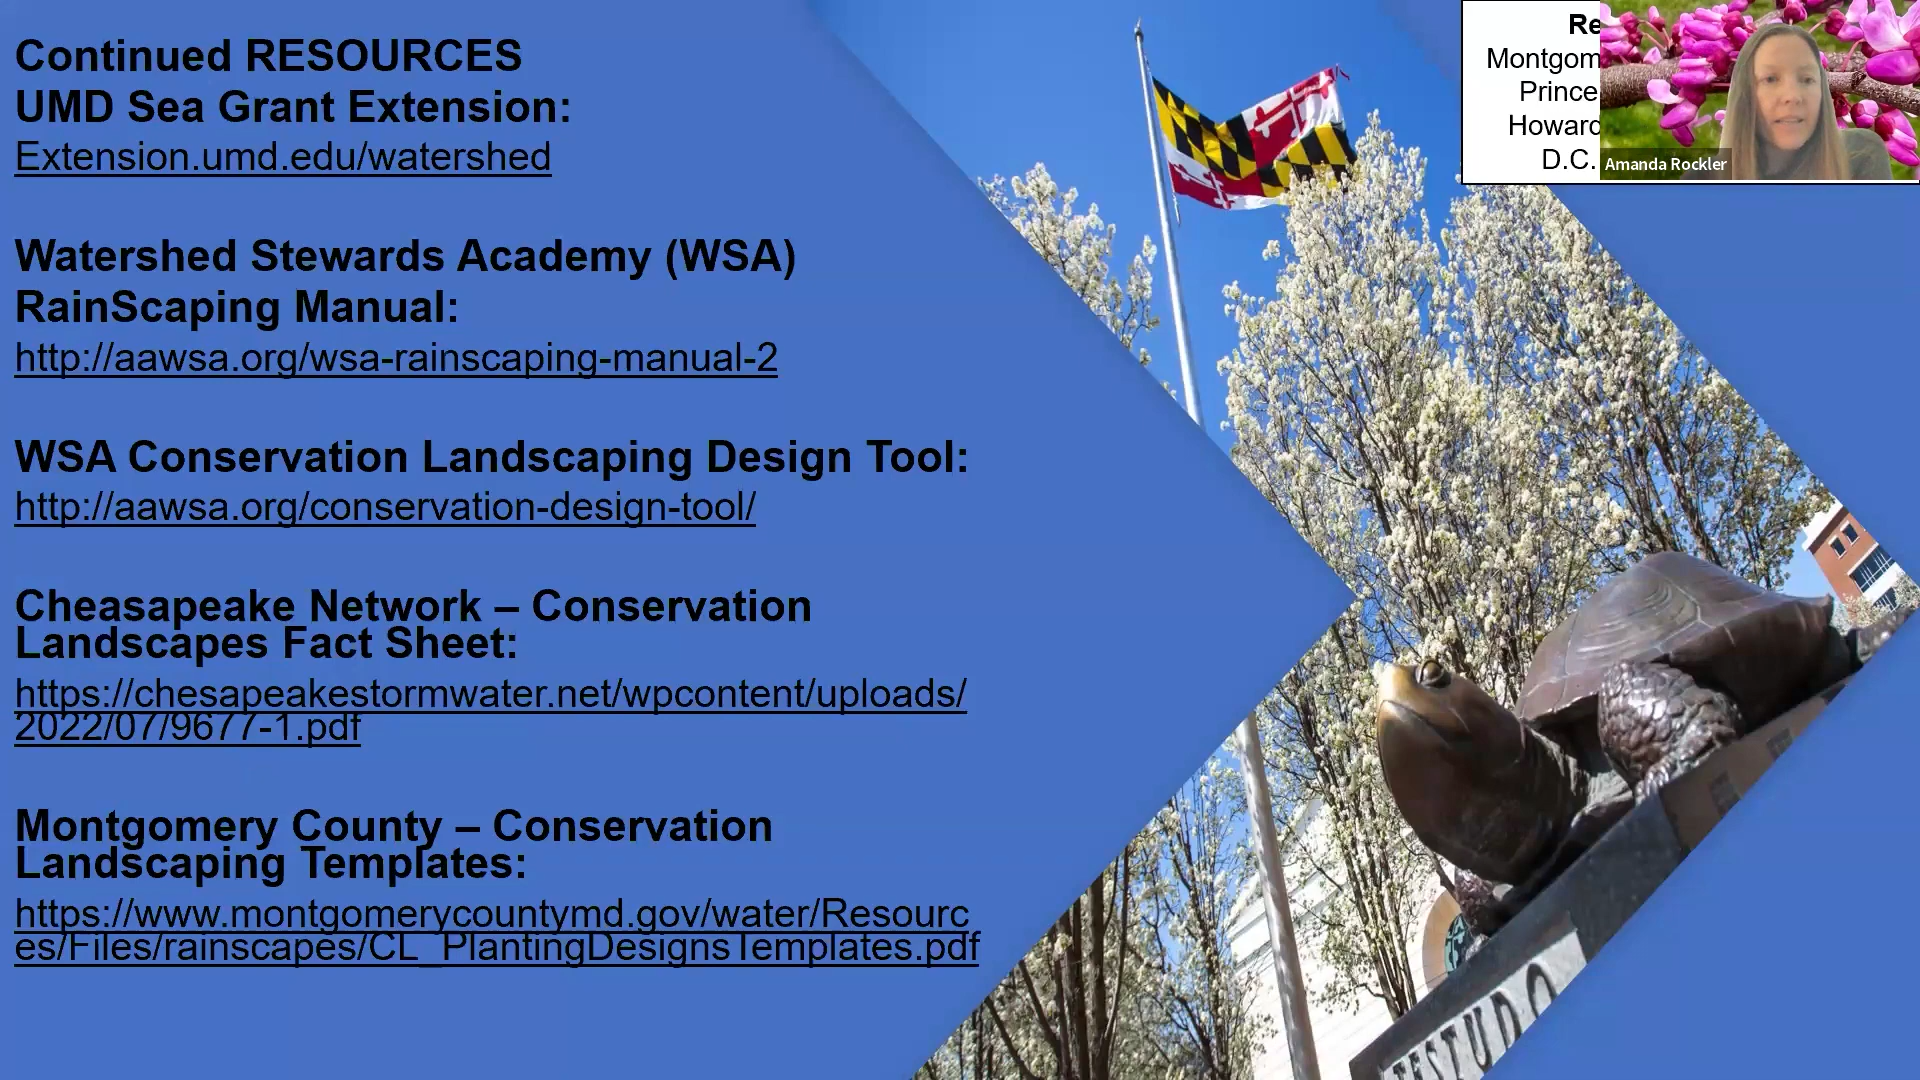 Continued RESOURCES
UMD Sea Grant Extension:
Extension.umd.edu/watershed
Watershed Stewards Academy (WSA)
RainScaping Manual:
http://aawsa.org/wsa-rainscaping-manual-2
WSA Conservation Landscaping Design Tool:
http://aawsa.org/conservation-design-tool/
Cheasapeake Network – Conservation
Landscapes Fact Sheet:
https://chesapeakestormwater.net/wpcontent/uploads/
2022/07/9677-1.pdf
Montgomery County – Conservation
Landscaping Templates:
https://www.montgomerycountymd.gov/water/Resourc
es/Files/rainscapes/CL_PlantingDesignsTemplates.pdf
Re
Montgom
Prince
Howard
D.C.
Amanda Rockler
TESTUDO